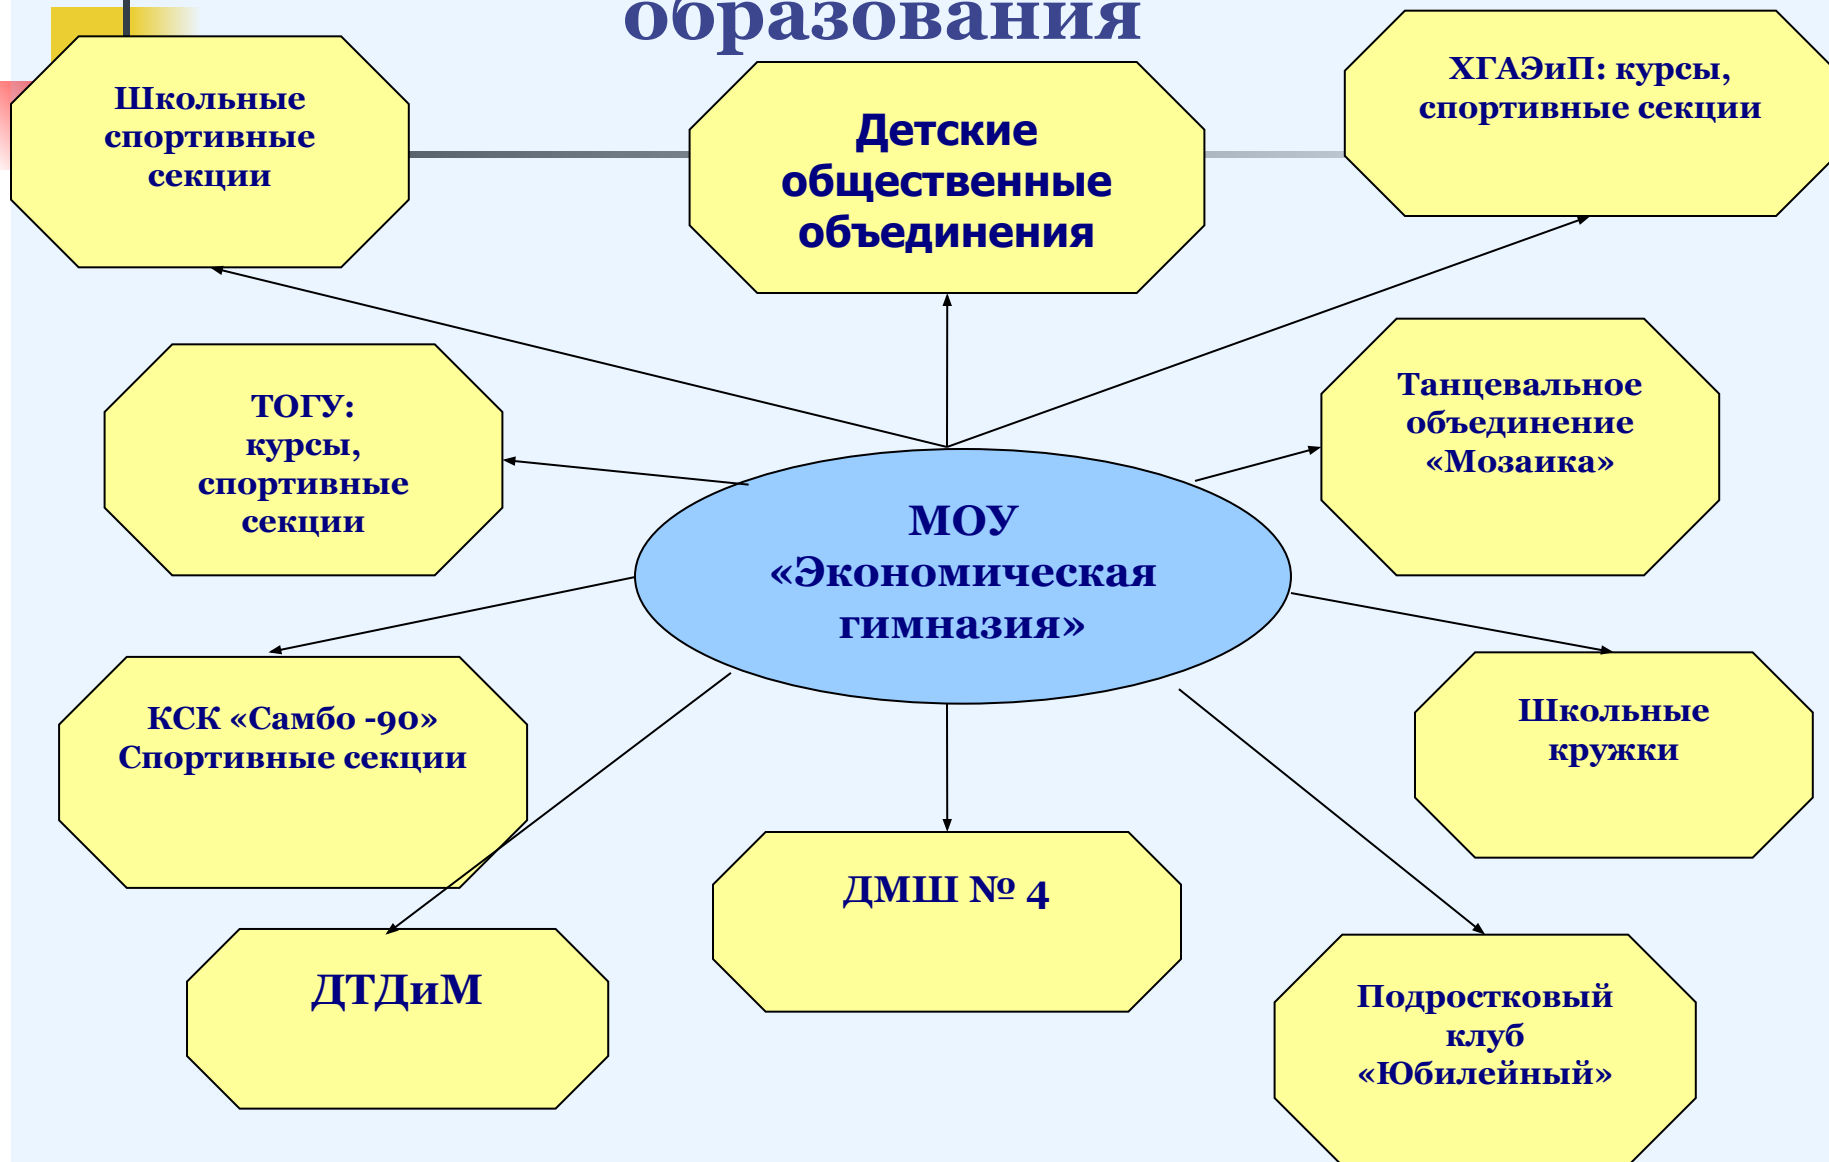 образования
Школьные
спортивные
секции
Детские
общественные
объединения
ХГАЭиП: курсы,
спортивные секции
ТОГУ:
курсы,
спортивные
секции
Танцевальное
объединение
«Мозаика»
МОУ
«Экономическая
гимназия»
КСК «Самбо -90»
Спортивные секции
Школьные
кружки
ДТДиМ
ДМШ № 4
Подростковый
клуб
«Юбилейный»